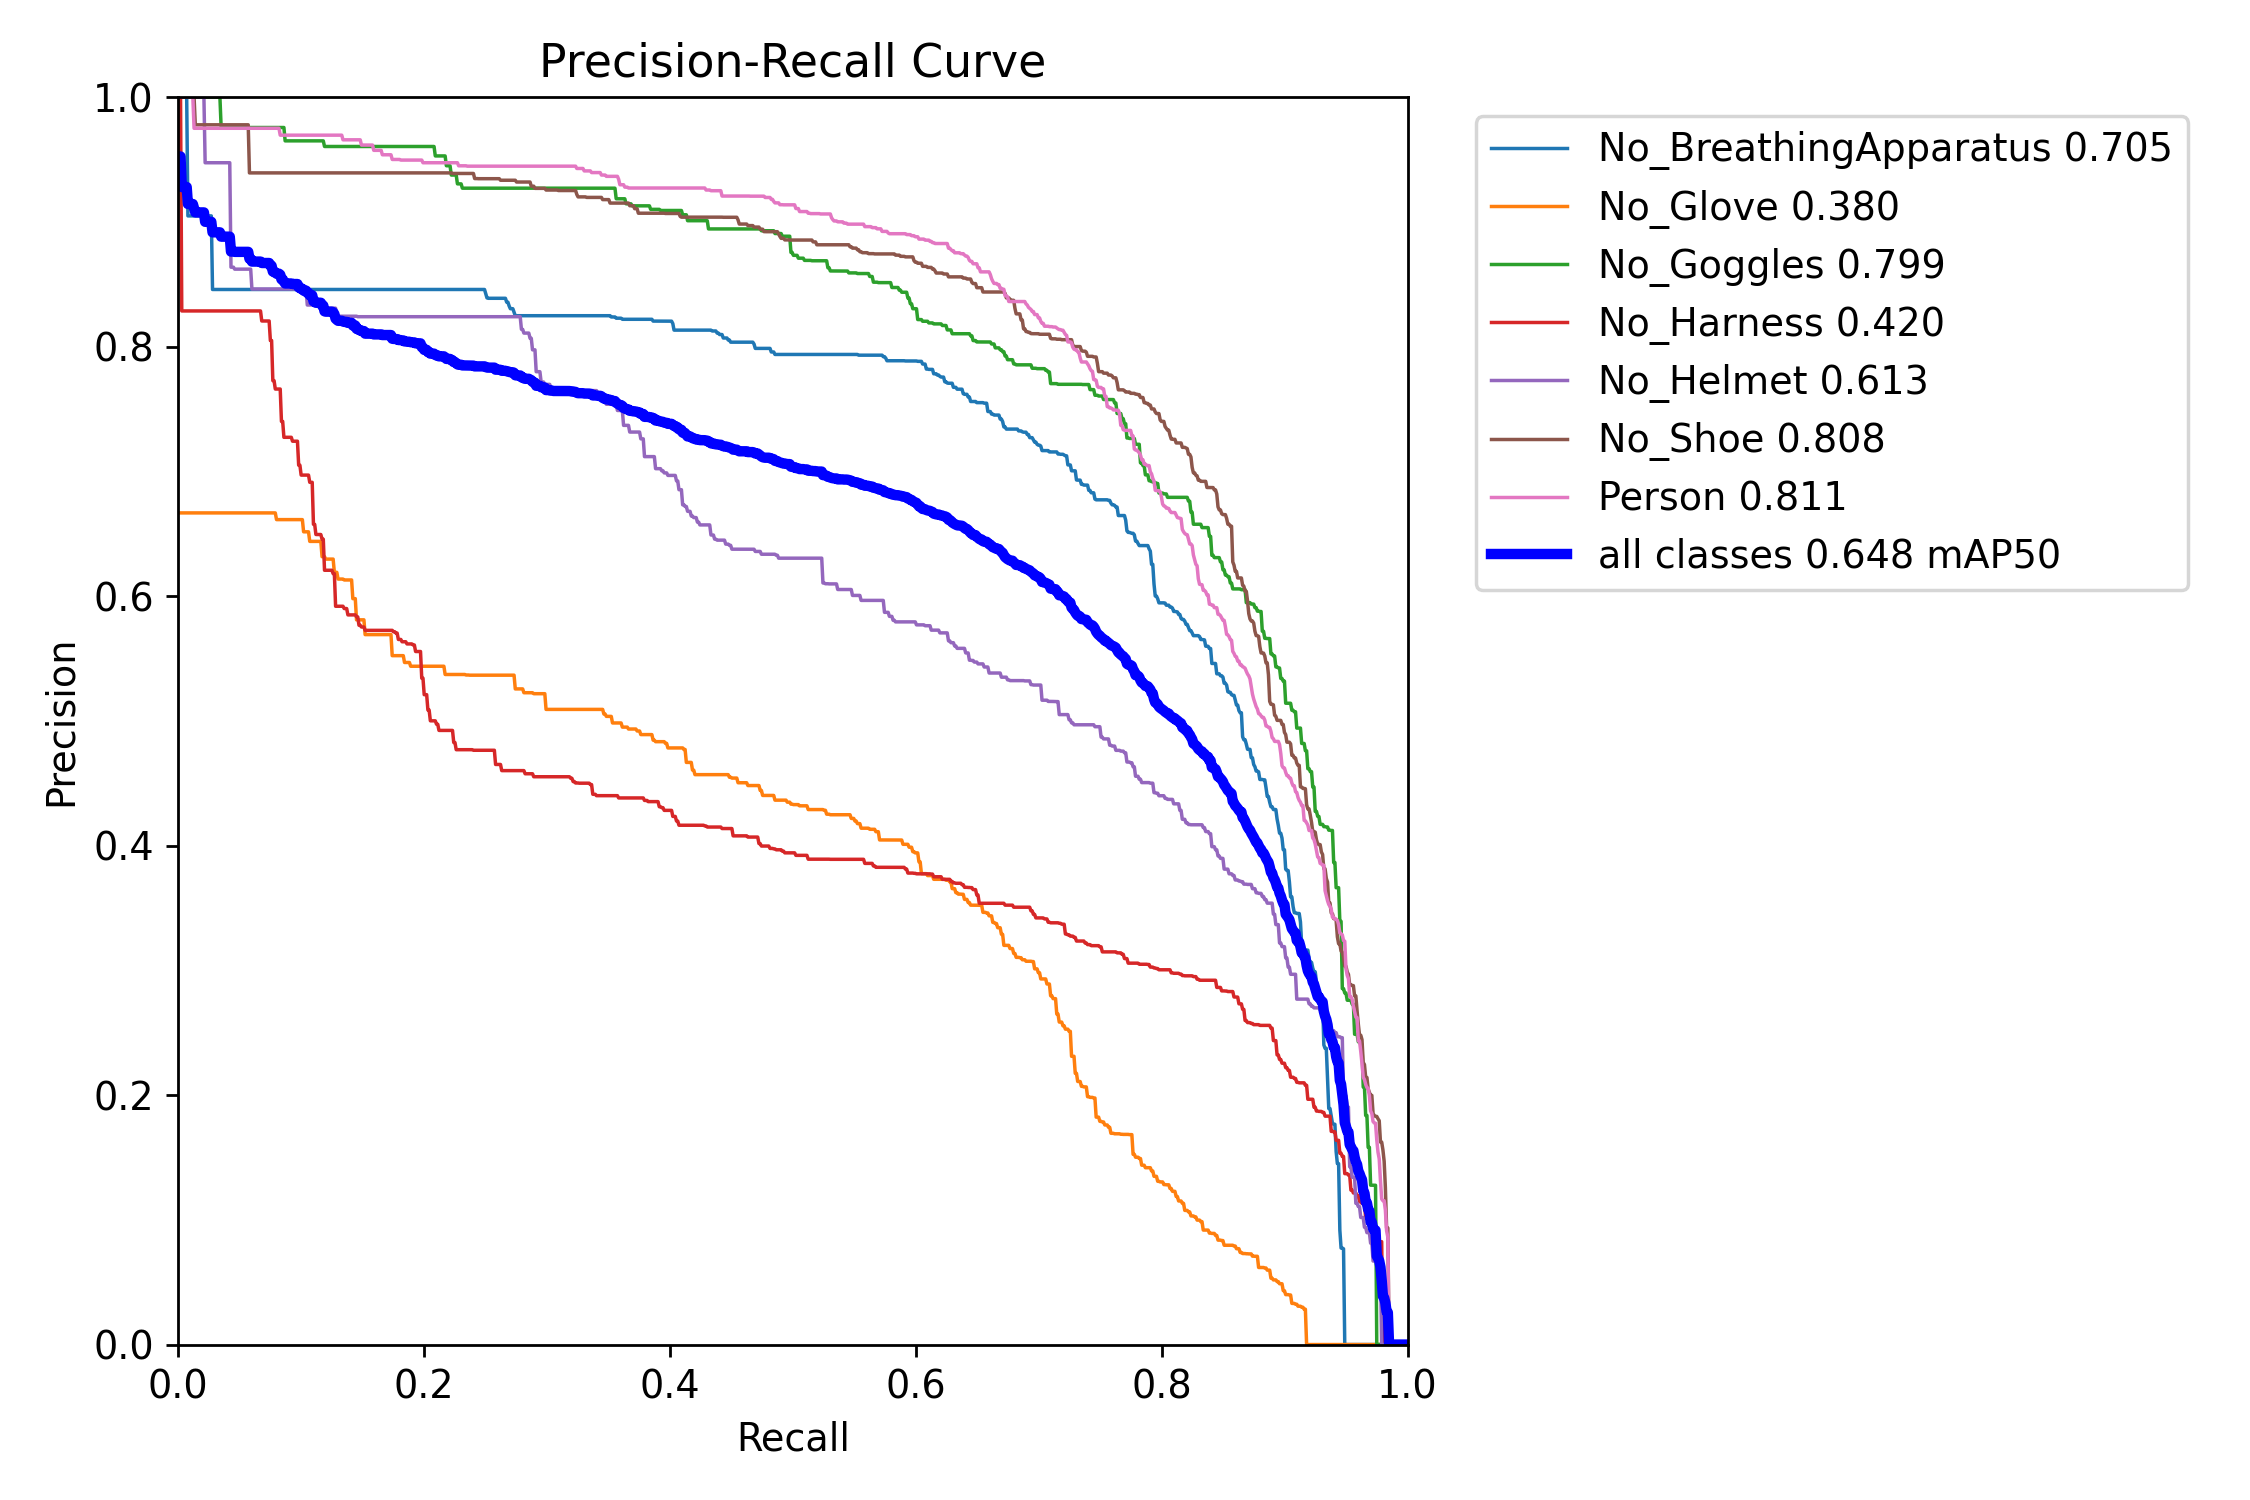 Precision-Recall Curve
1.0
0.8
0.6
0.4
0.2
0.0
Precision
0.0 0.2 0.4 0.6 0.8 1.0
Recall
No_BreathingApparatus 0.705
No_Glove 0.380
No_Goggles 0.799
No_Harness 0.420
No_Helmet 0.613
No_Shoe 0.808
Person 0.811
all classes 0.648 mAP50